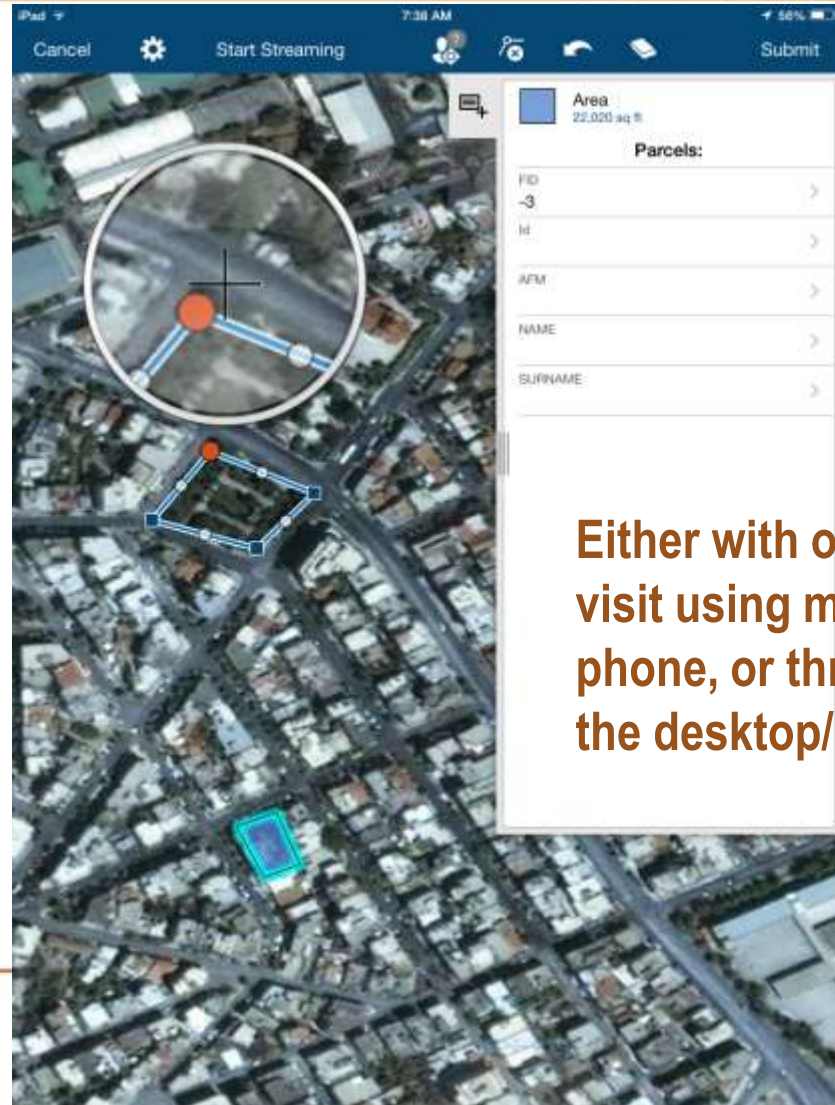 iPad 7:38 AM 56%
Cancel Start Streaming Submit
Area
22,020 sq ft
Parcels:
FID
-3
Id
AFM
NAME
SURNAME
Either with o
visit using m
phone, or thr
the desktop/